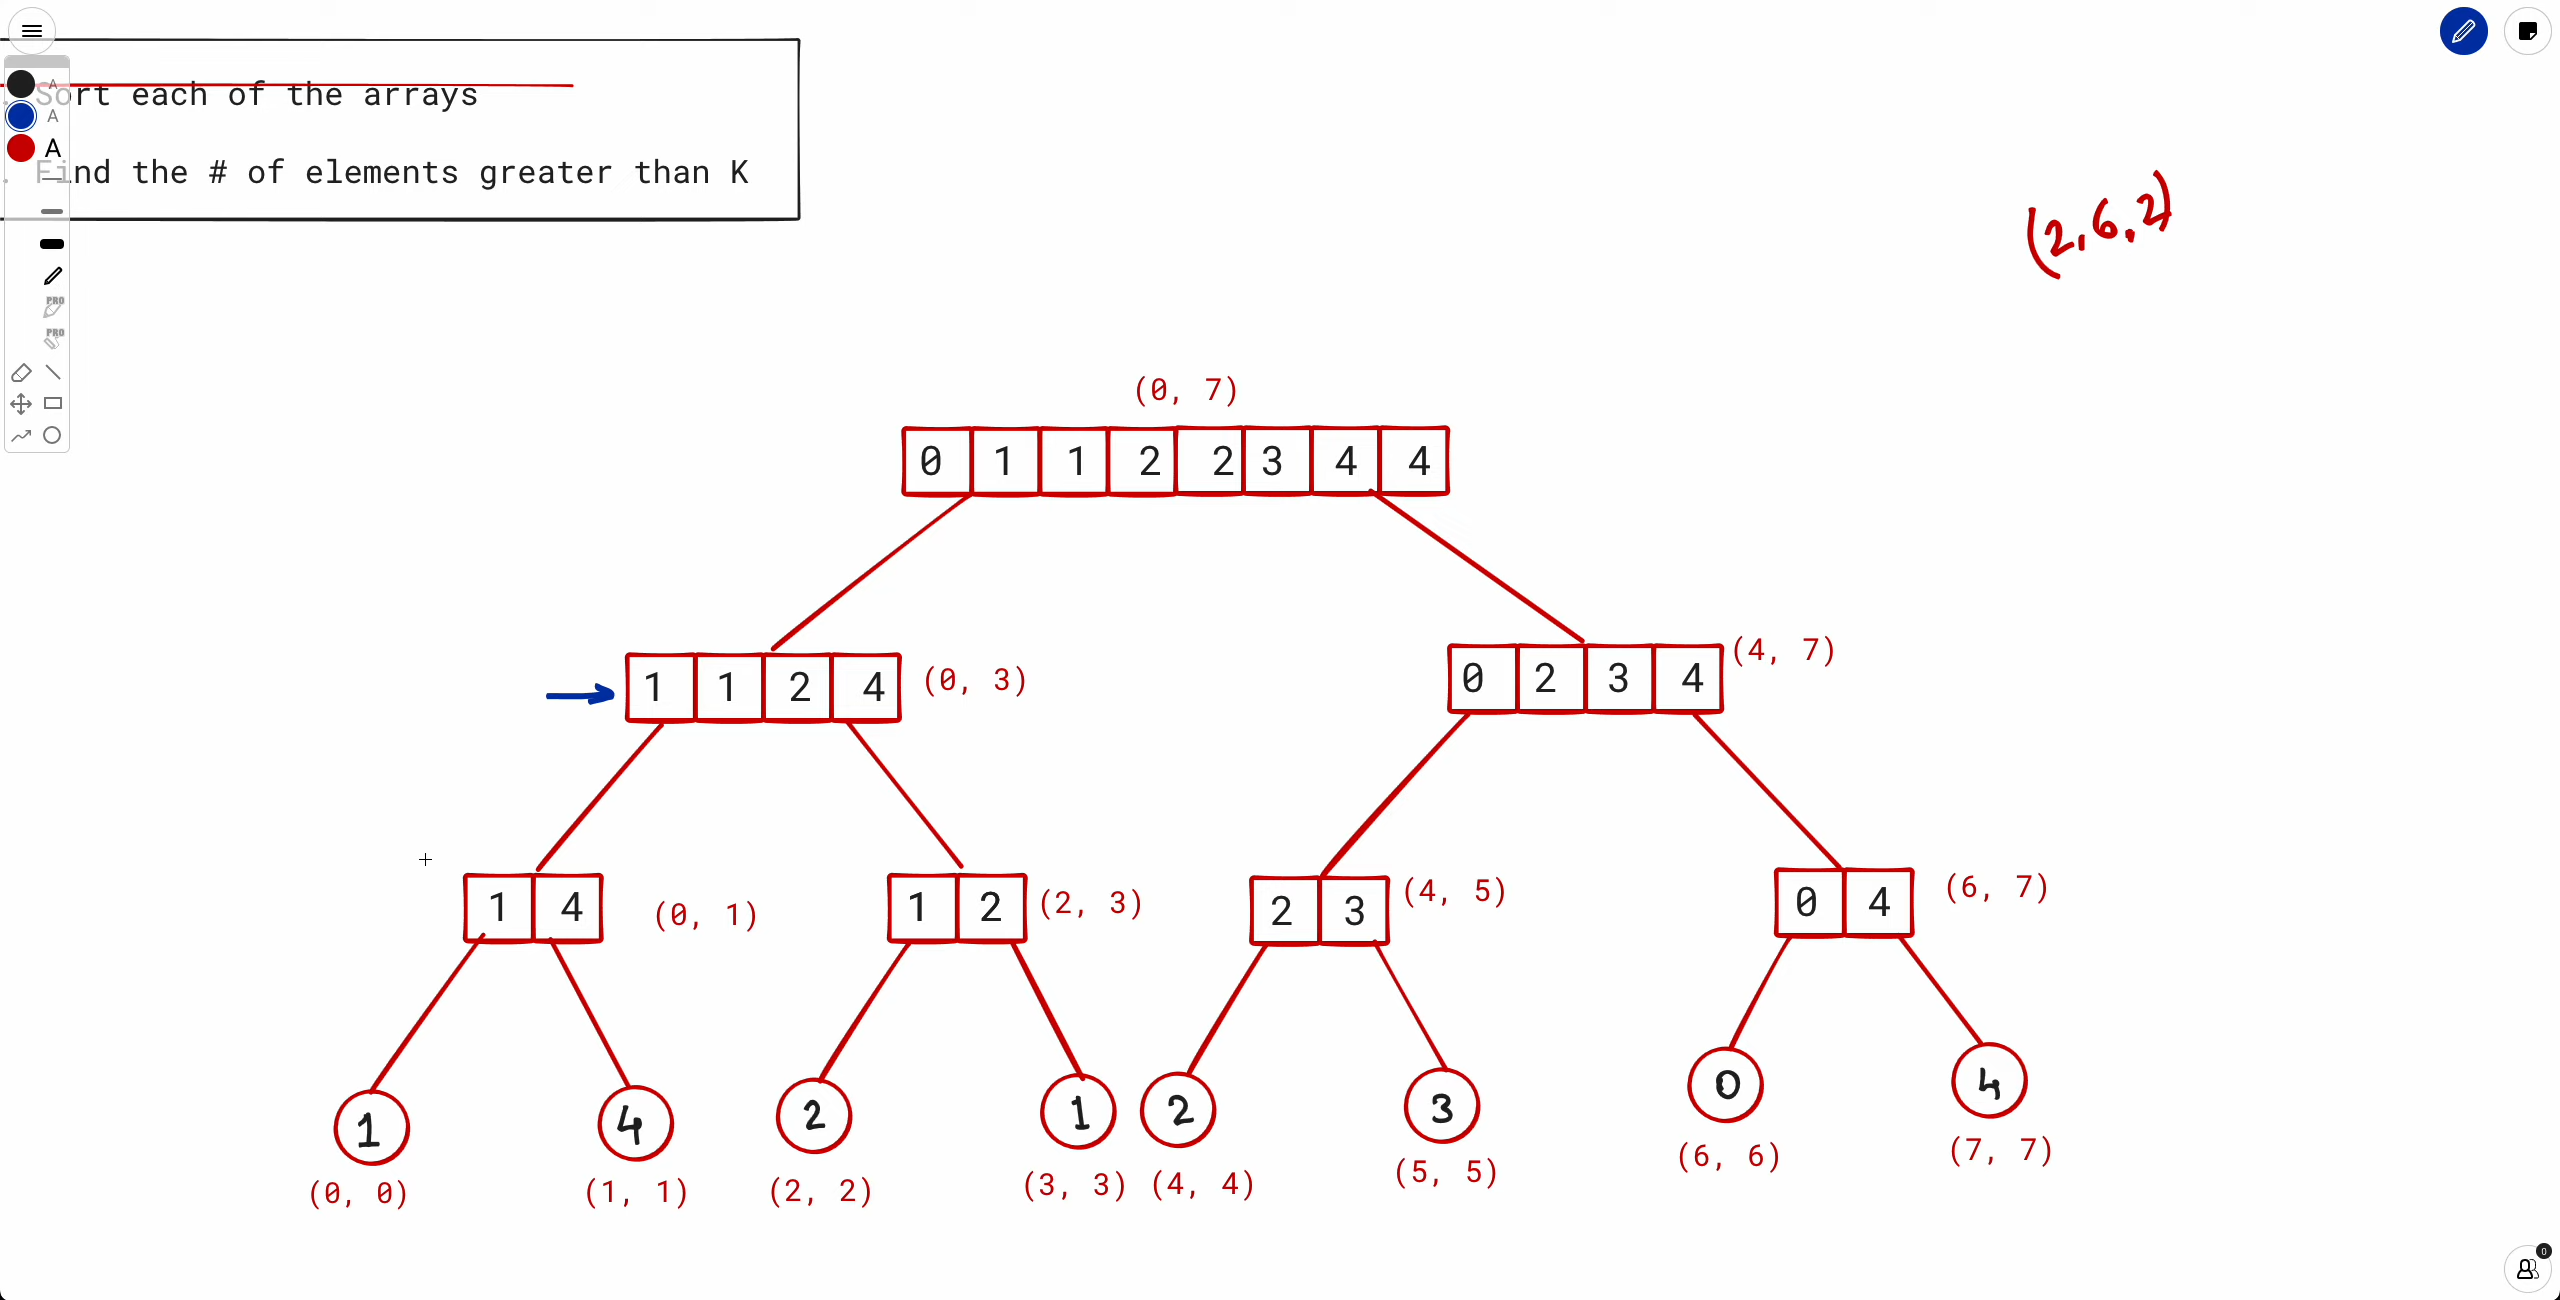 Sort each of the arrays
Find the # of elements greater than K
(2,6,2)
(0, 7)
0 1 1 2 2 3 4 4
1 1 2 4 (0, 3)
0 2 3 4 (4, 7)
1 4 (0, 1)
1 2 (2, 3)
2 3 (4, 5)
0 4 (6, 7)
1 4 2 1 2 3 0 4
(0, 0) (1, 1) (2, 2) (3, 3) (4, 4) (5, 5) (6, 6) (7, 7)
A
A
A
PRO
PRO
0